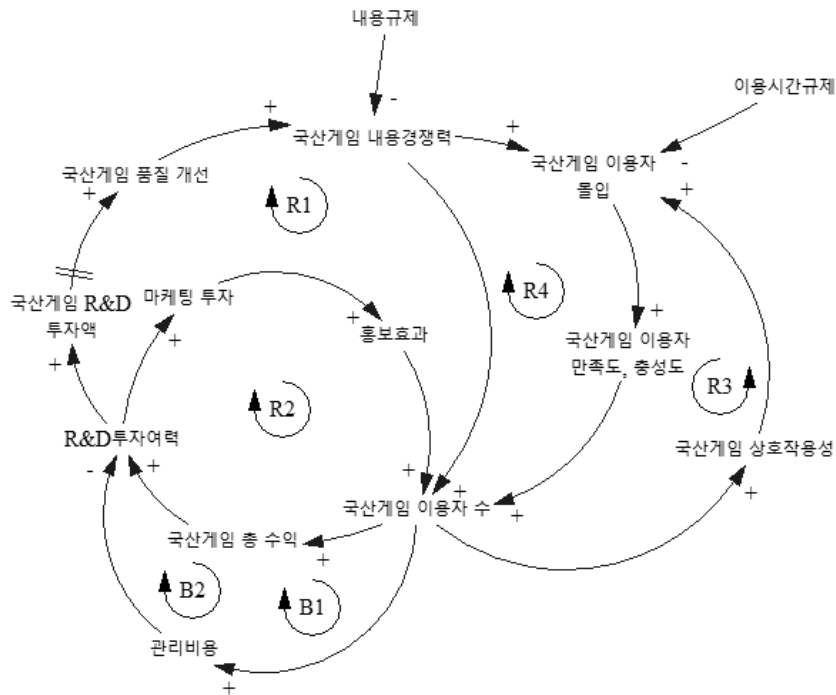 내용규제
이용시간규제
+
-
국산게임 내용경쟁력
+
국산게임 이용자
몰입
-
+
국산게임 품질 개선
+
R1
R4
국산게임 R&D
투자액
+
마케팅 투자
+
+
홍보효과
+
국산게임 이용자
만족도, 충성도
R3
R2
R&D투자여력
-
+
국산게임 상호작용성
+
+
+
국산게임 이용자 수
+
국산게임 총 수익
+
B2
B1
관리비용
+